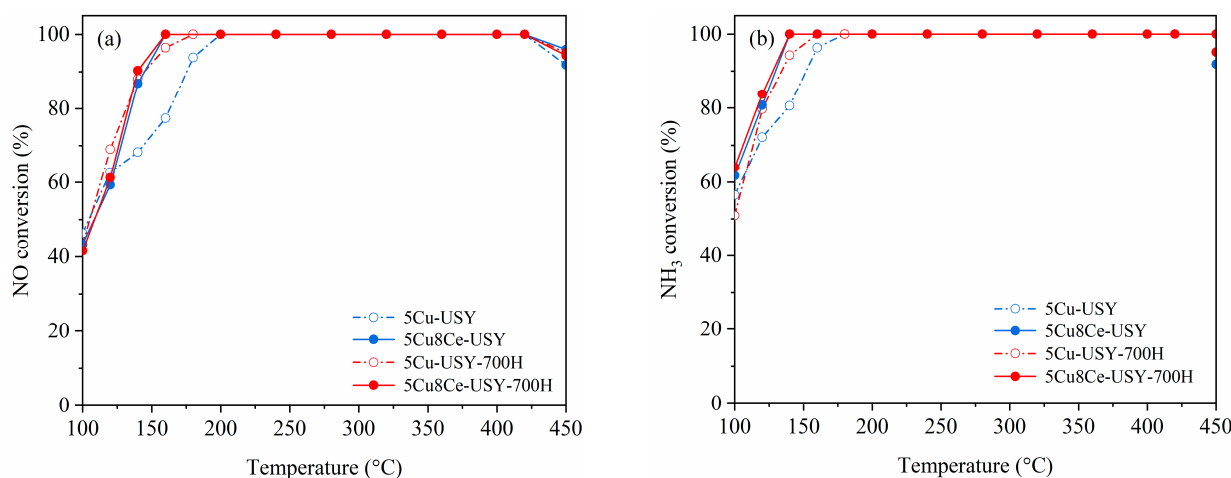 (a)
NO conversion (%)
100
80
60
40
20
0
5Cu-USY
5Cu8Ce-USY
5Cu-USY-700H
5Cu8Ce-USY-700H
100 150 200 250 300 350 400 450
Temperature (°C)
(b)
NH₃ conversion (%)
100
80
60
40
20
0
5Cu-USY
5Cu8Ce-USY
5Cu-USY-700H
5Cu8Ce-USY-700H
100 150 200 250 300 350 400 450
Temperature (°C)